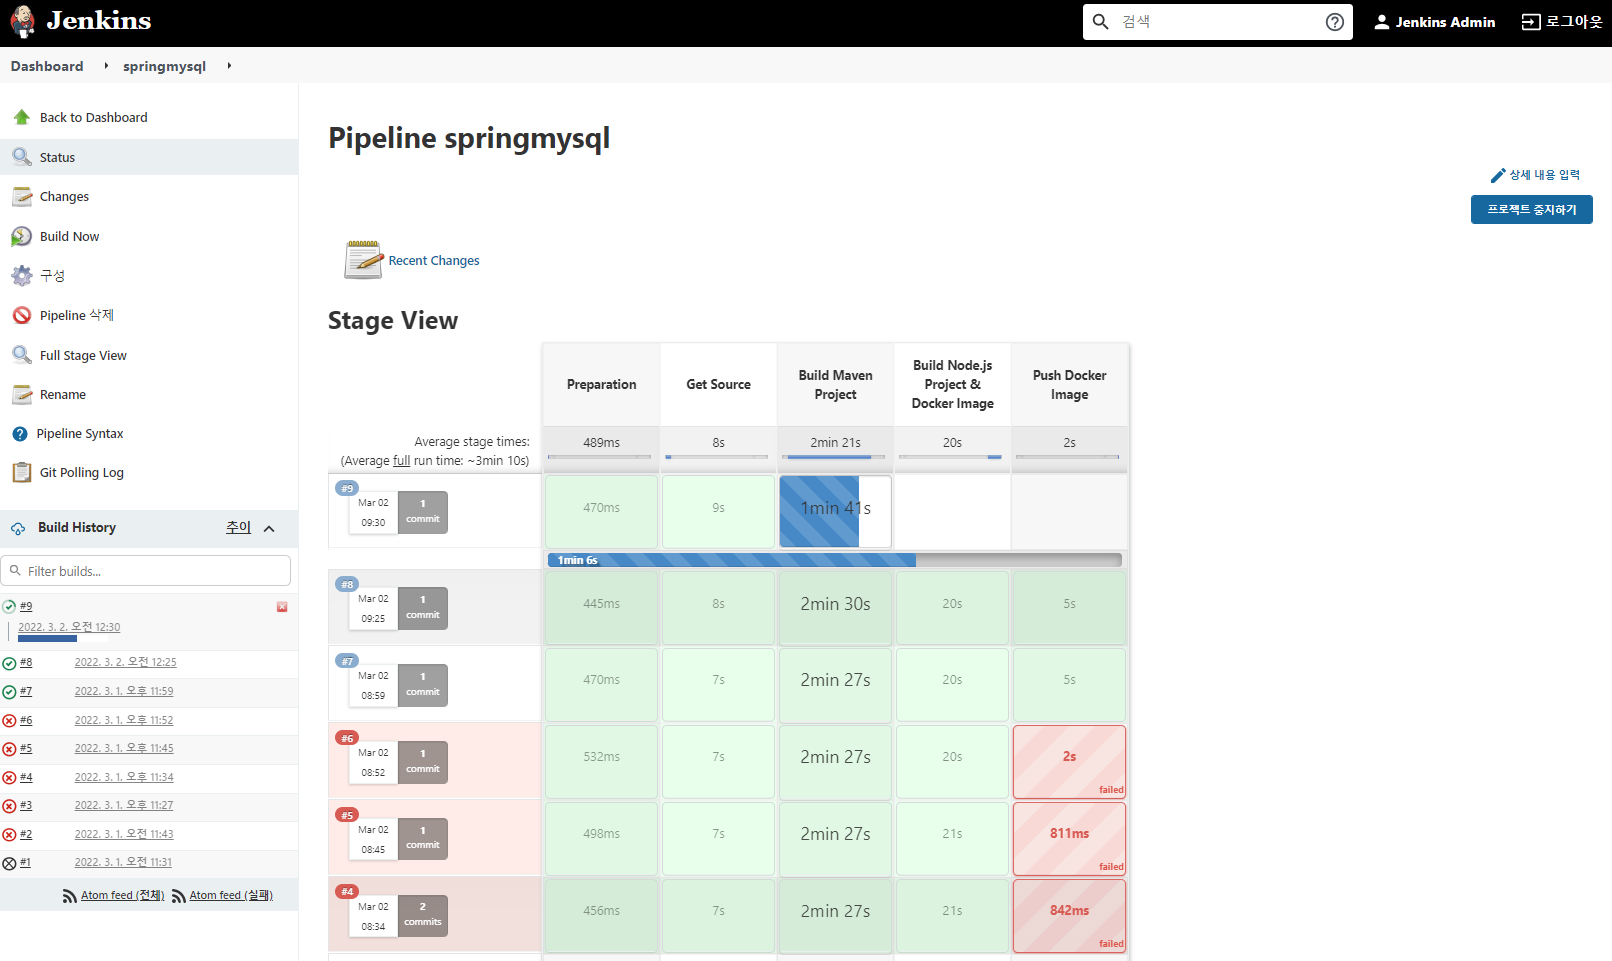 Jenkins
검색
Jenkins Admin
로그아웃
Dashboard
springmysql
Back to Dashboard
Status
Changes
Build Now
구성
Pipeline 삭제
Full Stage View
Rename
Pipeline Syntax
Git Polling Log
Build History
추이
Filter builds...
#9
2022. 3. 2. 오전 12:30
#8 2022. 3. 2. 오전 12:25
#7 2022. 3. 1. 오후 11:59
#6 2022. 3. 1. 오후 11:52
#5 2022. 3. 1. 오후 11:45
#4 2022. 3. 1. 오후 11:34
#3 2022. 3. 1. 오후 11:27
#2 2022. 3. 1. 오전 11:43
#1 2022. 3. 1. 오전 11:31
Atom feed (전체) Atom feed (실패)
Pipeline springmysql
상세 내용 입력
프로젝트 중지하기
Recent Changes
Stage View
Preparation
Get Source
Build Maven
Project
Build Node.js
Project &
Docker Image
Push Docker
Image
Average stage times:
(Average full run time: ~3min 10s)
489ms 8s 2min 21s 20s 2s
#9
Mar 02
09:30
1
commit
470ms 9s 1min 41s
1min 6s
#8
Mar 02
09:25
1
commit
445ms 8s 2min 30s 20s 5s
#7
Mar 02
08:59
1
commit
470ms 7s 2min 27s 20s 5s
#6
Mar 02
08:52
1
commit
532ms 7s 2min 27s 20s 2s
failed
#5
Mar 02
08:45
1
commit
498ms 7s 2min 27s 21s 811ms
failed
#4
Mar 02
08:34
2
commits
456ms 7s 2min 27s 21s 842ms
failed